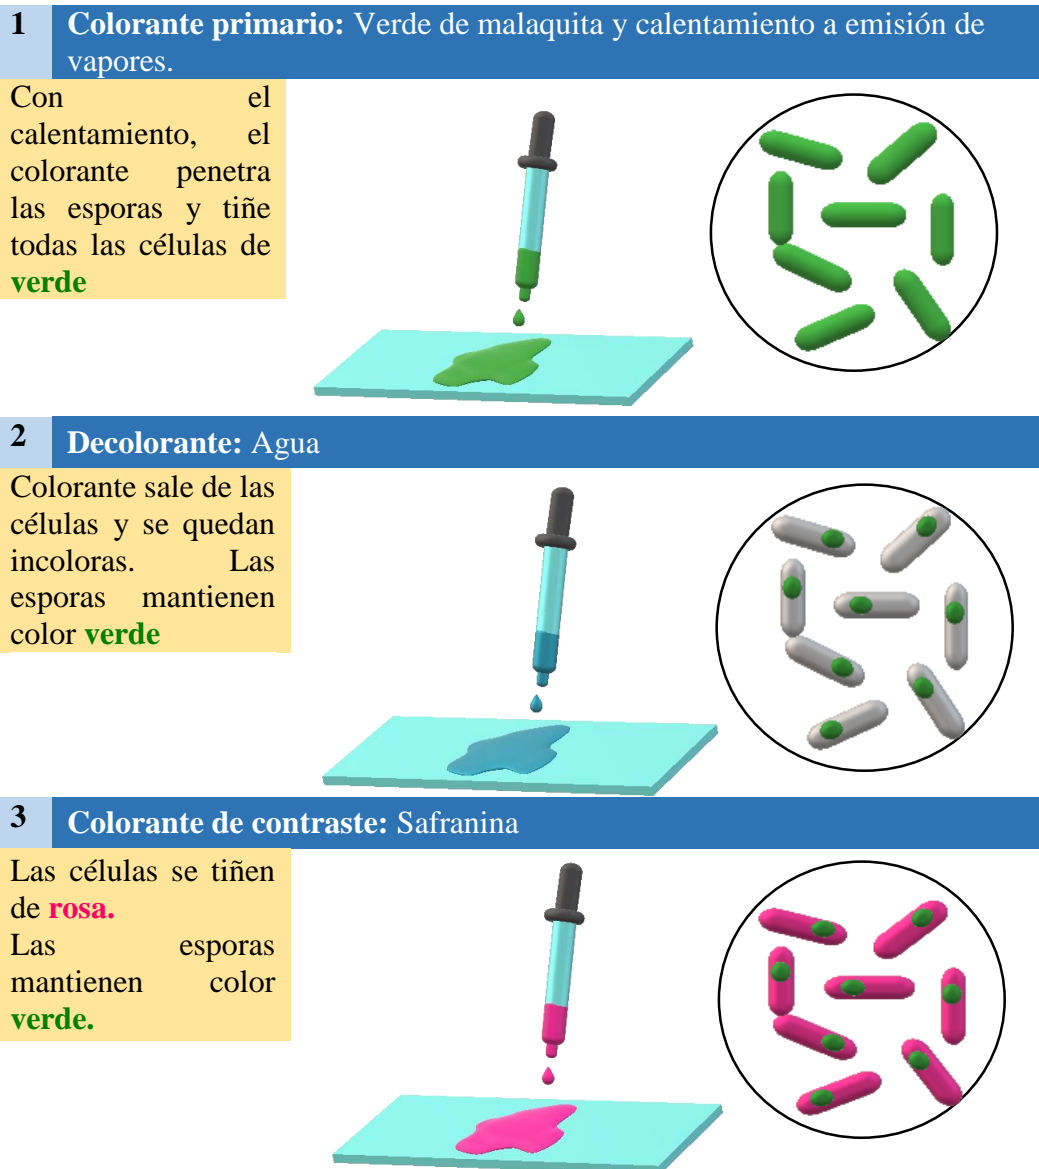 1 Colorante primario: Verde de malaquita y calentamiento a emisión de
vapores.
Con el
calentamiento, el
colorante penetra
las esporas y tiñe
todas las células de
verde
2 Decolorante: Agua
Colorante sale de las
células y se quedan
incoloras. Las
esporas mantienen
color verde
3 Colorante de contraste: Safranina
Las células se tiñen
de rosa.
Las esporas
mantienen color
verde.